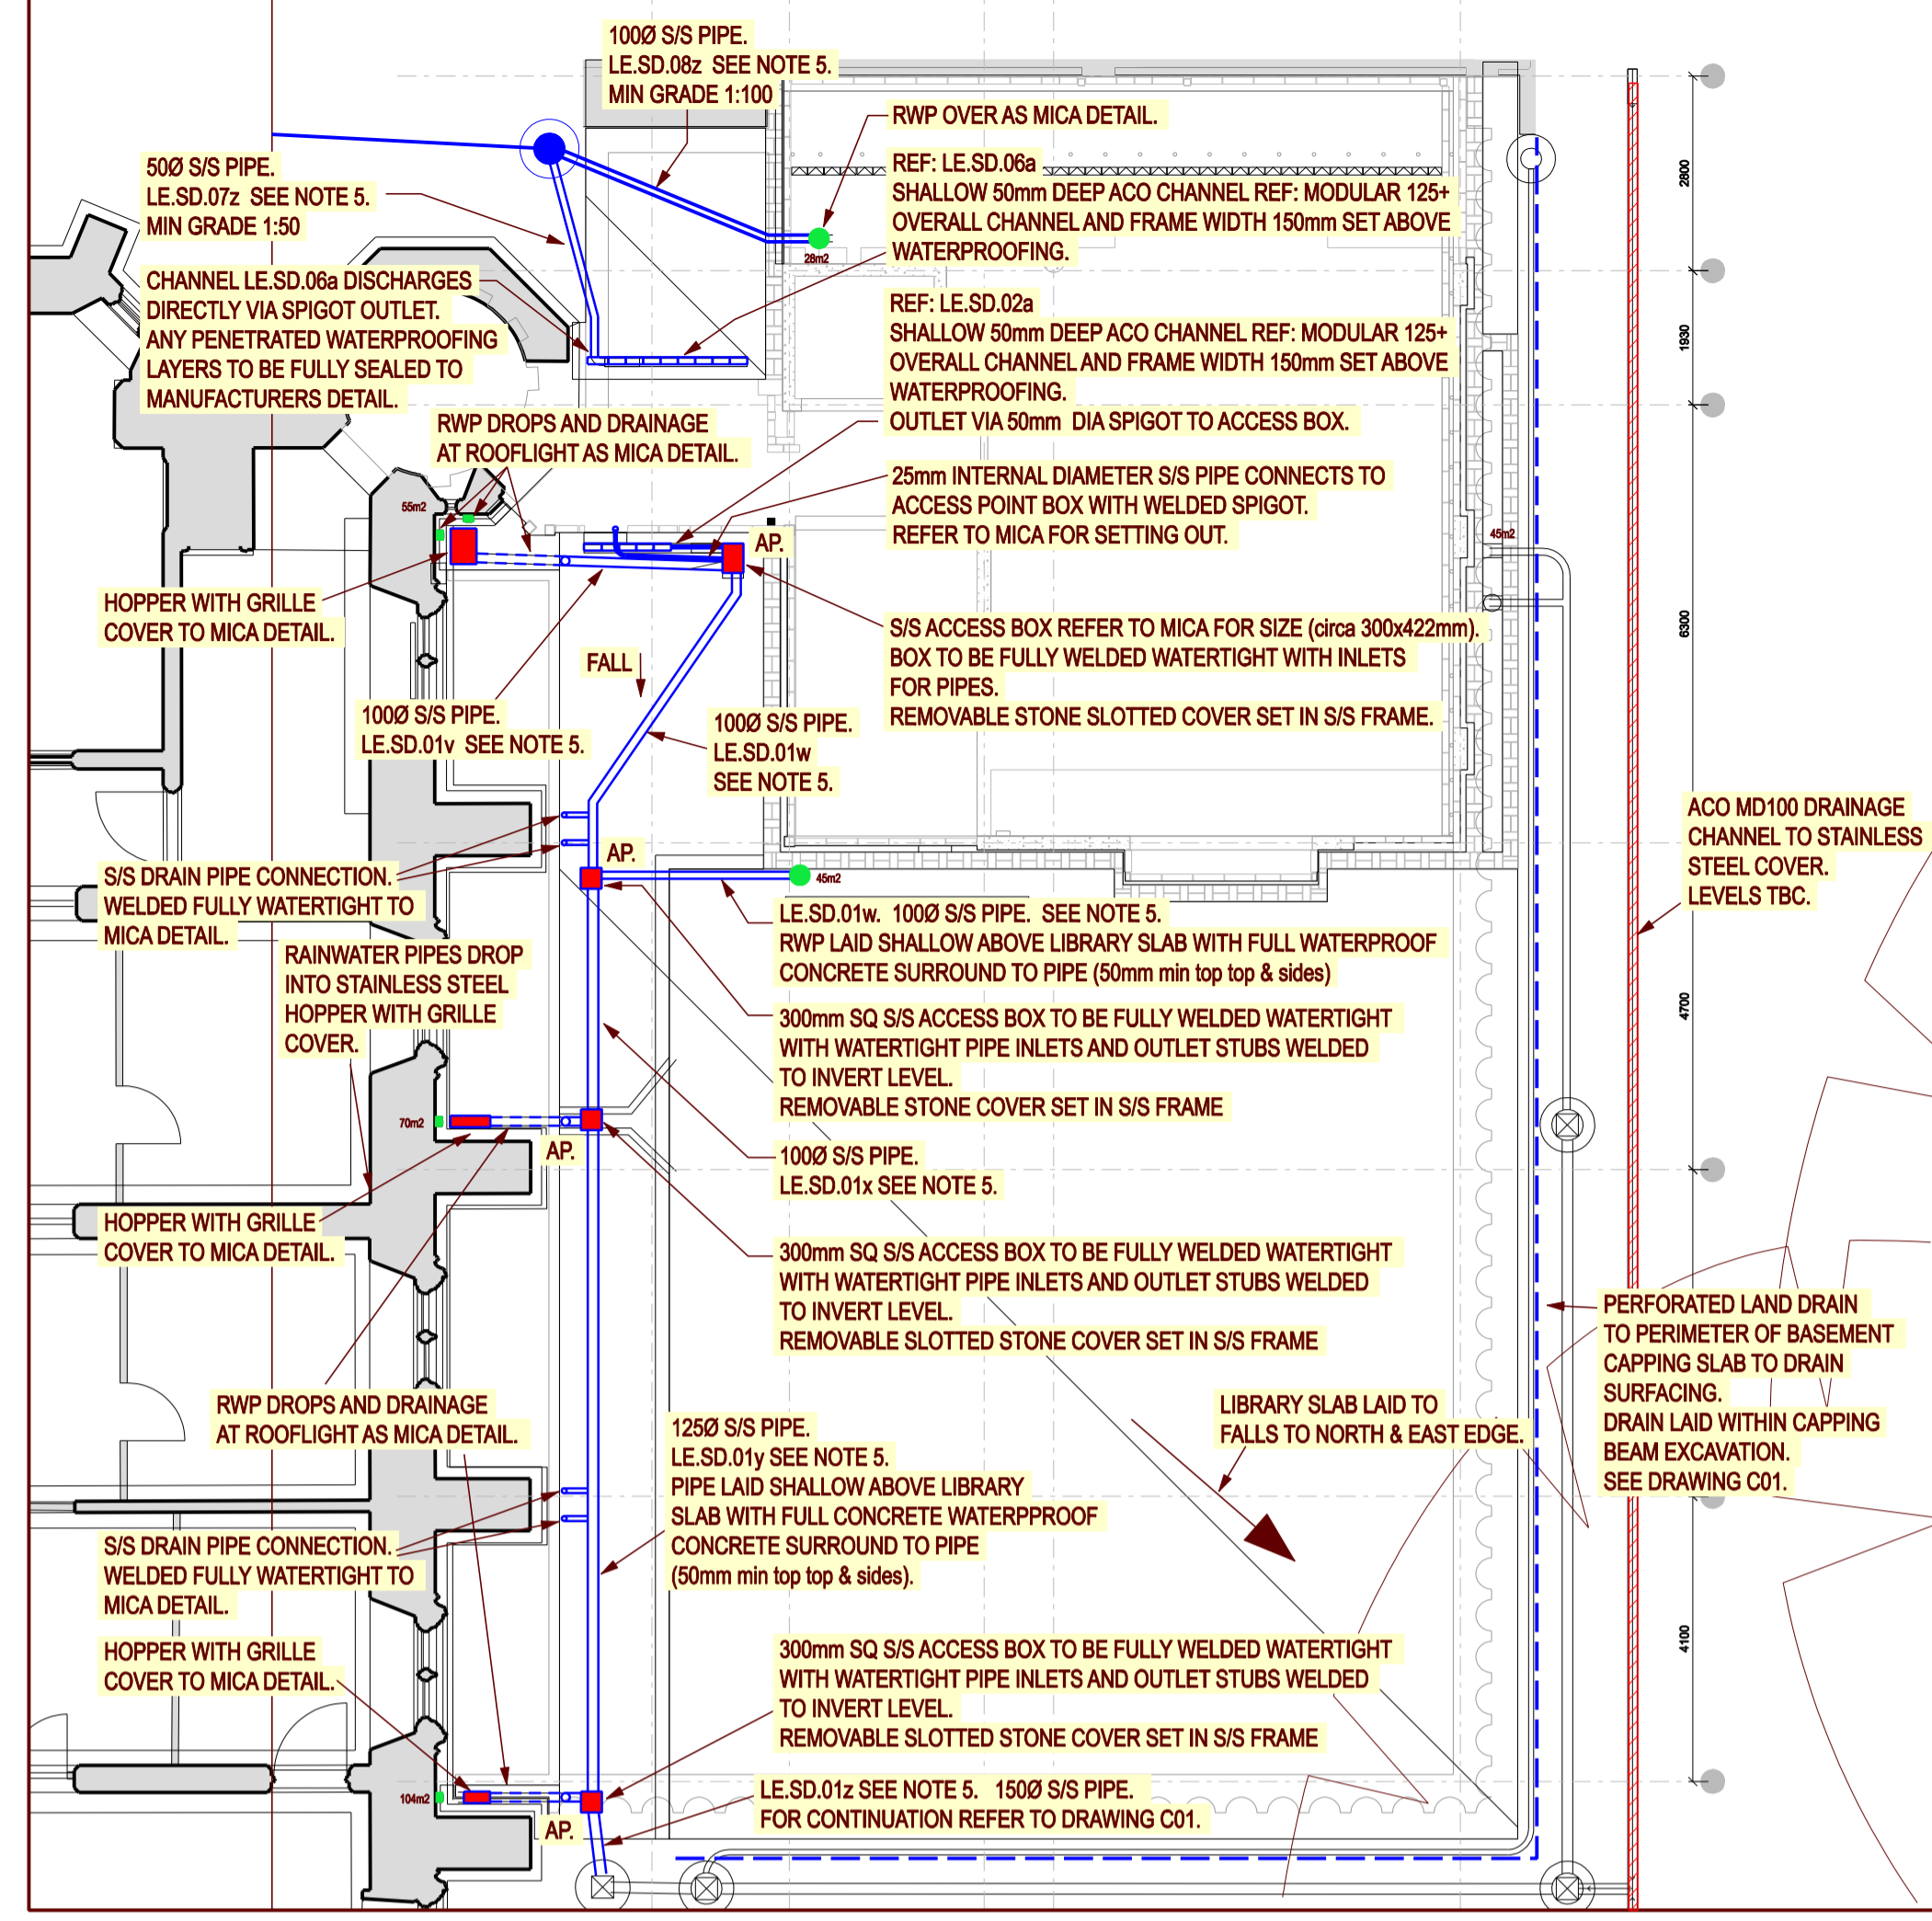 100Ø S/S PIPE.
LE.SD.08z SEE NOTE 5.
MIN GRADE 1:100
RWP OVER AS MICA DETAIL.
50Ø S/S PIPE.
LE.SD.07z SEE NOTE 5.
MIN GRADE 1:50
REF: LE.SD.06a
SHALLOW 50mm DEEP ACO CHANNEL REF: MODULAR 125+
OVERALL CHANNEL AND FRAME WIDTH 150mm SET ABOVE
WATERPROOFING.
28m2
2800
CHANNEL LE.SD.06a DISCHARGES
DIRECTLY VIA SPIGOT OUTLET.
ANY PENETRATED WATERPROOFING
LAYERS TO BE FULLY SEALED TO
MANUFACTURERS DETAIL.
REF: LE.SD.02a
SHALLOW 50mm DEEP ACO CHANNEL REF: MODULAR 125+
OVERALL CHANNEL AND FRAME WIDTH 150mm SET ABOVE
WATERPROOFING.
OUTLET VIA 50mm DIA SPIGOT TO ACCESS BOX.
1930
RWP DROPS AND DRAINAGE
AT ROOFLIGHT AS MICA DETAIL.
25mm INTERNAL DIAMETER S/S PIPE CONNECTS TO
ACCESS POINT BOX WITH WELDED SPIGOT.
REFER TO MICA FOR SETTING OUT.
55m2
AP.
45m2
HOPPER WITH GRILLE
COVER TO MICA DETAIL.
S/S ACCESS BOX REFER TO MICA FOR SIZE (circa 300x422mm).
BOX TO BE FULLY WELDED WATERTIGHT WITH INLETS
FOR PIPES.
REMOVABLE STONE SLOTTED COVER SET IN S/S FRAME.
6300
FALL
100Ø S/S PIPE.
LE.SD.01v SEE NOTE 5.
100Ø S/S PIPE.
LE.SD.01w
SEE NOTE 5.
ACO MD100 DRAINAGE
CHANNEL TO STAINLESS
STEEL COVER.
LEVELS TBC.
AP.
S/S DRAIN PIPE CONNECTION.
WELDED FULLY WATERTIGHT TO
MICA DETAIL.
45m2
LE.SD.01w. 100Ø S/S PIPE. SEE NOTE 5.
RWP LAID SHALLOW ABOVE LIBRARY SLAB WITH FULL WATERPROOF
CONCRETE SURROUND TO PIPE (50mm min top top & sides)
RAINWATER PIPES DROP
INTO STAINLESS STEEL
HOPPER WITH GRILLE
COVER.
300mm SQ S/S ACCESS BOX TO BE FULLY WELDED WATERTIGHT
WITH WATERTIGHT PIPE INLETS AND OUTLET STUBS WELDED
TO INVERT LEVEL.
REMOVABLE STONE COVER SET IN S/S FRAME
4700
70m2
AP.
100Ø S/S PIPE.
LE.SD.01x SEE NOTE 5.
HOPPER WITH GRILLE
COVER TO MICA DETAIL.
300mm SQ S/S ACCESS BOX TO BE FULLY WELDED WATERTIGHT
WITH WATERTIGHT PIPE INLETS AND OUTLET STUBS WELDED
TO INVERT LEVEL.
REMOVABLE SLOTTED STONE COVER SET IN S/S FRAME
PERFORATED LAND DRAIN
TO PERIMETER OF BASEMENT
CAPPING SLAB TO DRAIN
SURFACING.
DRAIN LAID WITHIN CAPPING
BEAM EXCAVATION.
SEE DRAWING C01.
RWP DROPS AND DRAINAGE
AT ROOFLIGHT AS MICA DETAIL.
LIBRARY SLAB LAID TO
FALLS TO NORTH & EAST EDGE.
125Ø S/S PIPE.
LE.SD.01y SEE NOTE 5.
PIPE LAID SHALLOW ABOVE LIBRARY
SLAB WITH FULL CONCRETE WATERPPROOF
CONCRETE SURROUND TO PIPE
(50mm min top top & sides).
S/S DRAIN PIPE CONNECTION.
WELDED FULLY WATERTIGHT TO
MICA DETAIL.
HOPPER WITH GRILLE
COVER TO MICA DETAIL.
300mm SQ S/S ACCESS BOX TO BE FULLY WELDED WATERTIGHT
WITH WATERTIGHT PIPE INLETS AND OUTLET STUBS WELDED
TO INVERT LEVEL.
REMOVABLE SLOTTED STONE COVER SET IN S/S FRAME
4100
104m2
AP.
LE.SD.01z SEE NOTE 5. 150Ø S/S PIPE.
FOR CONTINUATION REFER TO DRAWING C01.